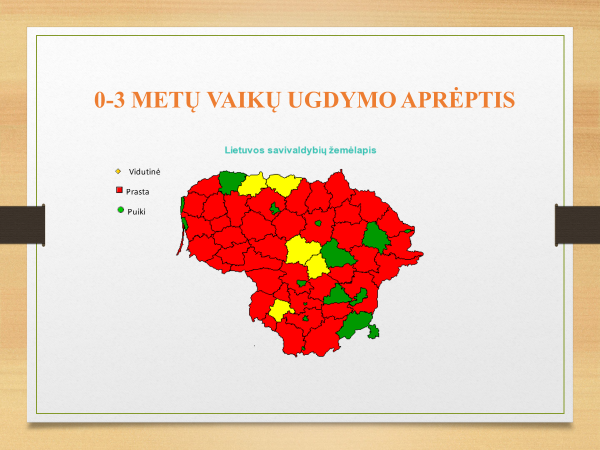 0-3 METŲ VAIKŲ UGDYMO APRĖPTIS
Lietuvos savivaldybių žemėlapis
Vidutinė
Prasta
Puiki